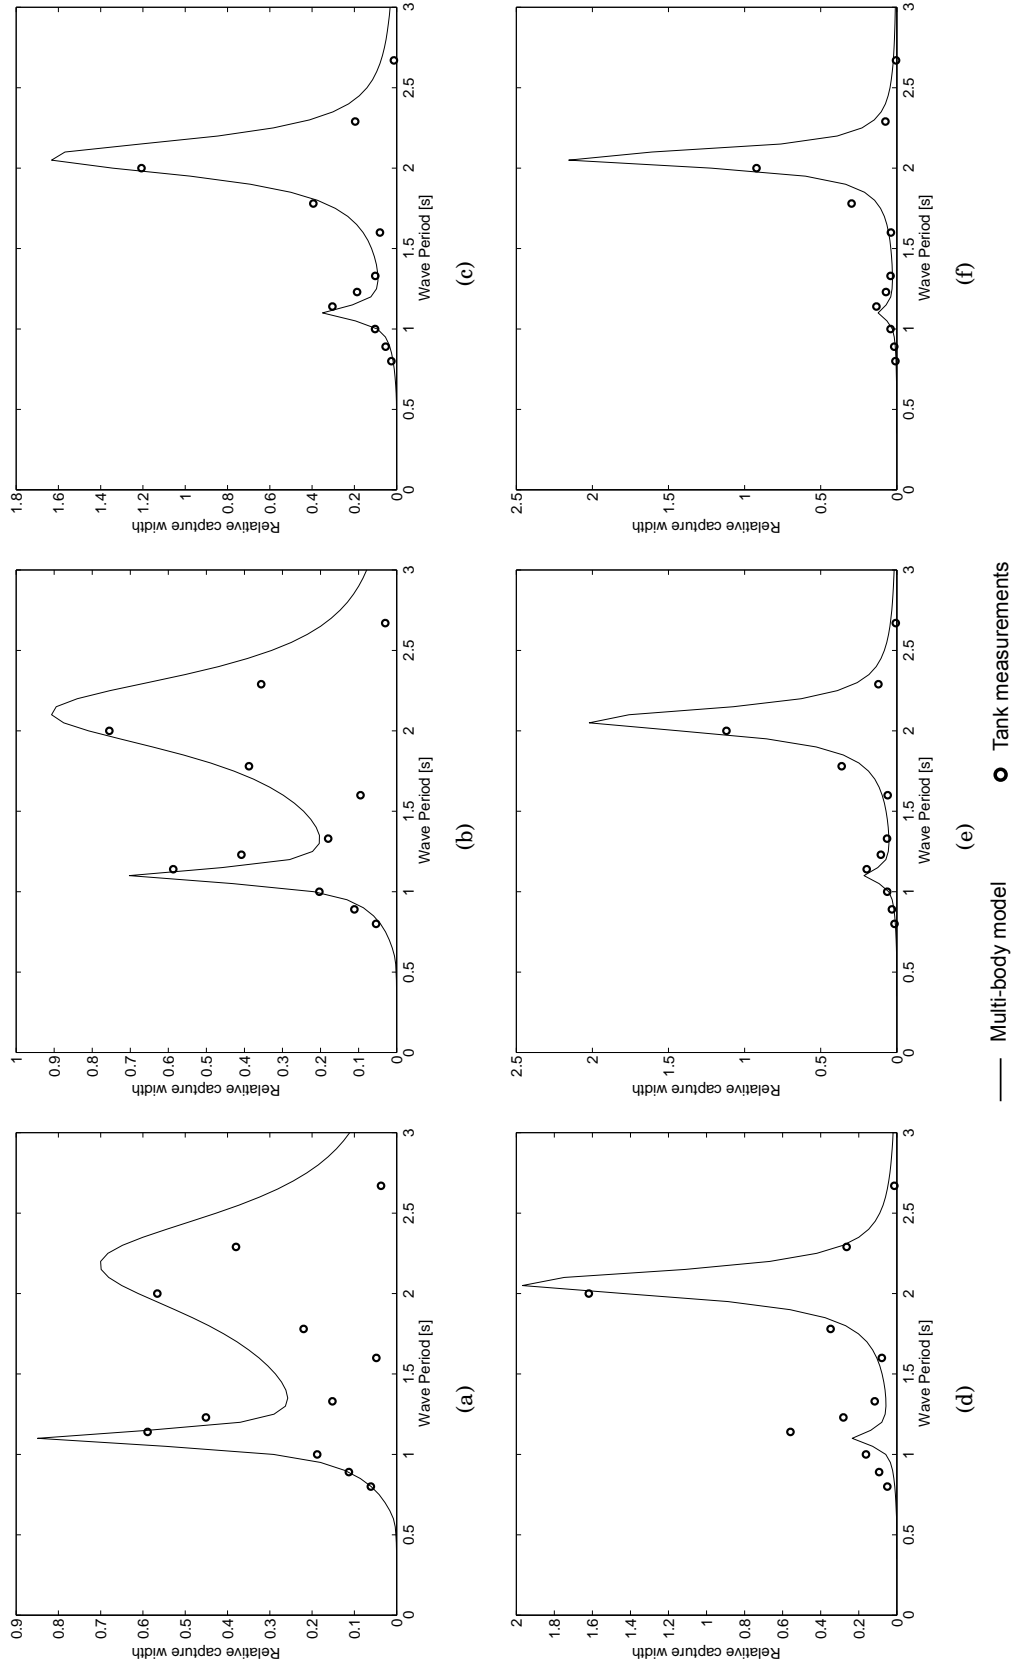 Relative capture width
0.9
0.8
0.7
0.6
0.5
0.4
0.3
0.2
0.1
0
0 0.5 1 1.5 2 2.5 3
Wave Period [s]
(a)
Relative capture width
1
0.9
0.8
0.7
0.6
0.5
0.4
0.3
0.2
0.1
0
0 0.5 1 1.5 2 2.5 3
Wave Period [s]
(b)
Relative capture width
1.8
1.6
1.4
1.2
1
0.8
0.6
0.4
0.2
0
0 0.5 1 1.5 2 2.5 3
Wave Period [s]
(c)
Relative capture width
2
1.8
1.6
1.4
1.2
1
0.8
0.6
0.4
0.2
0
0 0.5 1 1.5 2 2.5 3
Wave Period [s]
(d)
Relative capture width
2.5
2
1.5
1
0.5
0
0 0.5 1 1.5 2 2.5 3
Wave Period [s]
(e)
Relative capture width
2.5
2
1.5
1
0.5
0
0 0.5 1 1.5 2 2.5 3
Wave Period [s]
(f)
Multi-body model Tank measurements